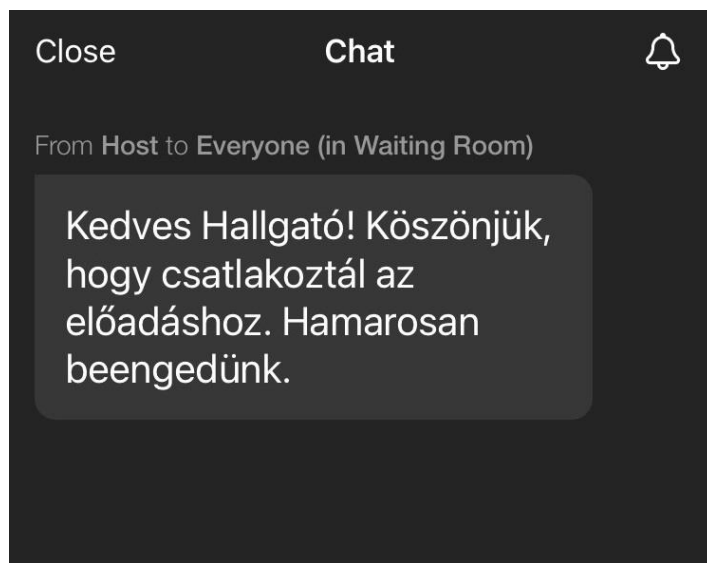 Close Chat
From Host to Everyone (in Waiting Room)
Kedves Hallgató! Köszönjük,
hogy csatlakoztál az
előadáshoz. Hamarosan
beengedünk.